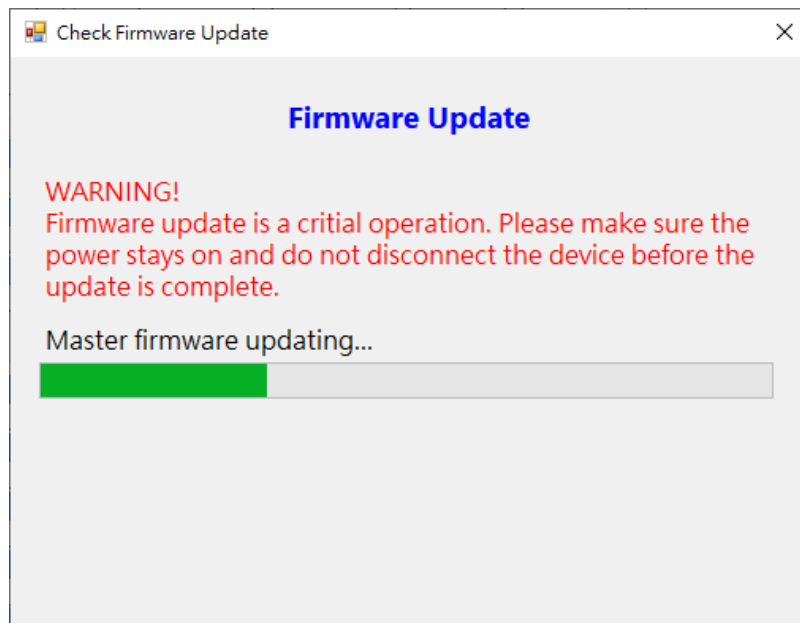 Check Firmware Update
Firmware Update
WARNING!
Firmware update is a critial operation. Please make sure the
power stays on and do not disconnect the device before the
update is complete.
Master firmware updating...